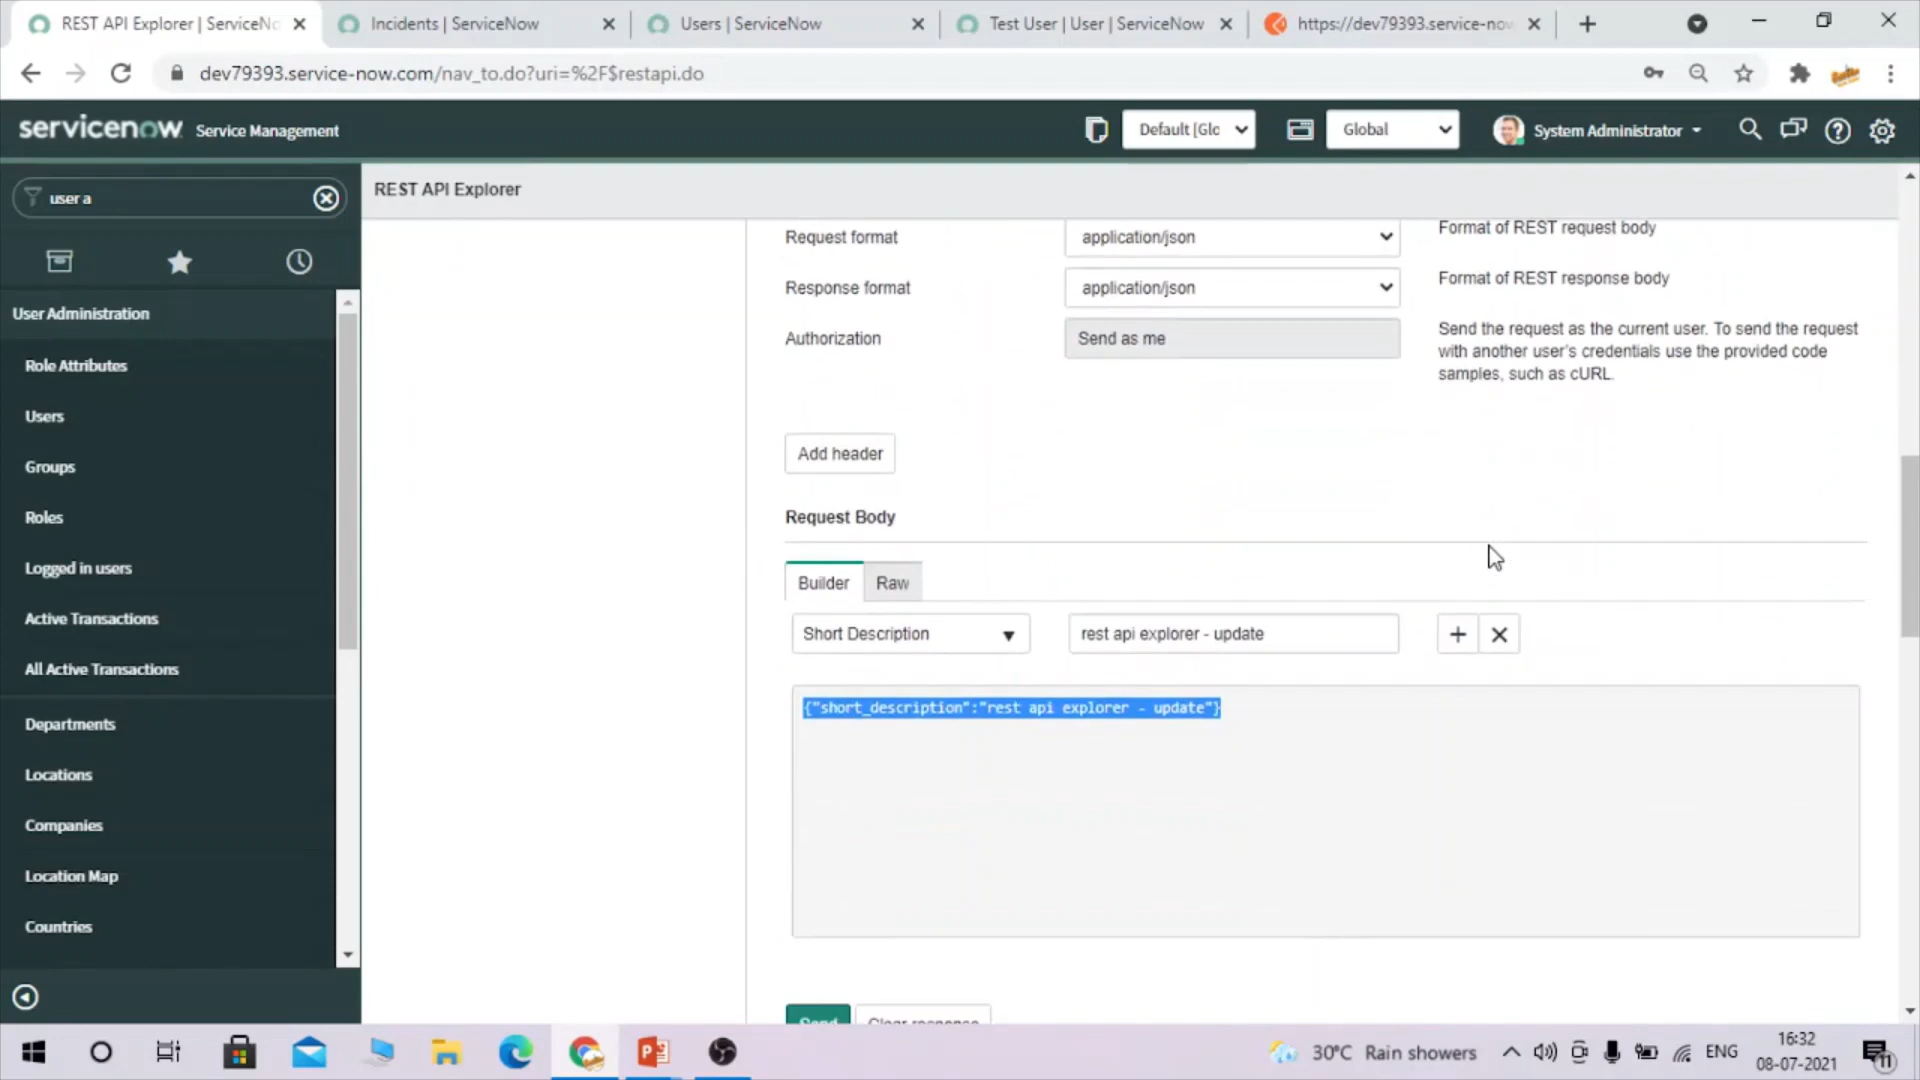 REST API Explorer | ServiceNo
Incidents | ServiceNow
Users | ServiceNow
Test User | User | ServiceNow
https://dev79393.service-now
dev79393.service-now.com/nav_to.do?uri=%2F$restapi.do
servicenow Service Management
Default [Glo
Global
System Administrator
user a
REST API Explorer
User Administration
Role Attributes
Users
Groups
Roles
Logged in users
Active Transactions
All Active Transactions
Departments
Locations
Companies
Location Map
Countries
Request format
application/json
Format of REST request body
Response format
application/json
Format of REST response body
Authorization
Send as me
Send the request as the current user. To send the request
with another user's credentials use the provided code
samples, such as cURL.
Add header
Request Body
Builder
Raw
Short Description
rest api explorer - update
{"short_description":"rest api explorer - update"}
Send
Clear response
30°C Rain showers
ENG
16:32
08-07-2021
11